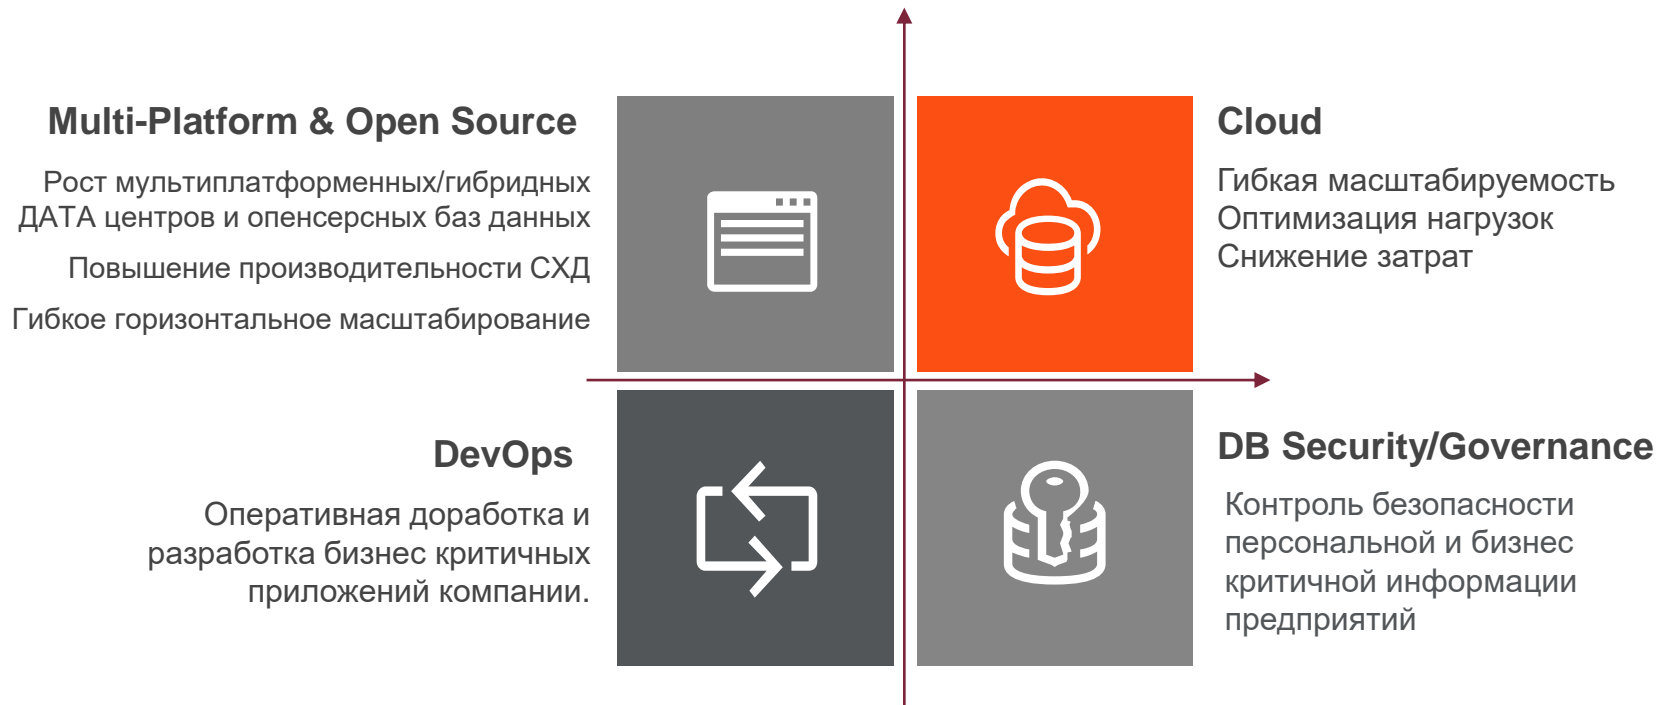 Multi-Platform & Open Source
Рост мультиплатформенных/гибридных
ДАТА центров и опенсерсных баз данных
Повышение производительности СХД
Гибкое горизонтальное масштабирование
Cloud
Гибкая масштабируемость
Оптимизация нагрузок
Снижение затрат
DevOps
Оперативная доработка и
разработка бизнес критичных
приложений компании.
DB Security/Governance
Контроль безопасности
персональной и бизнес
критичной информации
предприятий